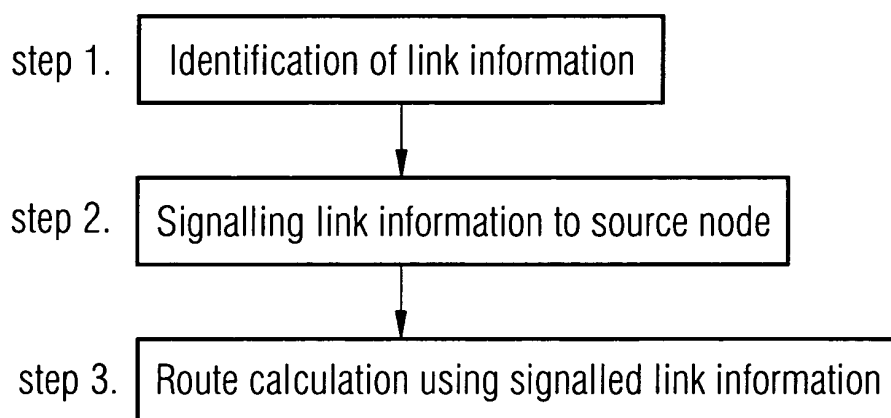 step 1. Identification of link information
step 2. Signalling link information to source node
step 3. Route calculation using signalled link information